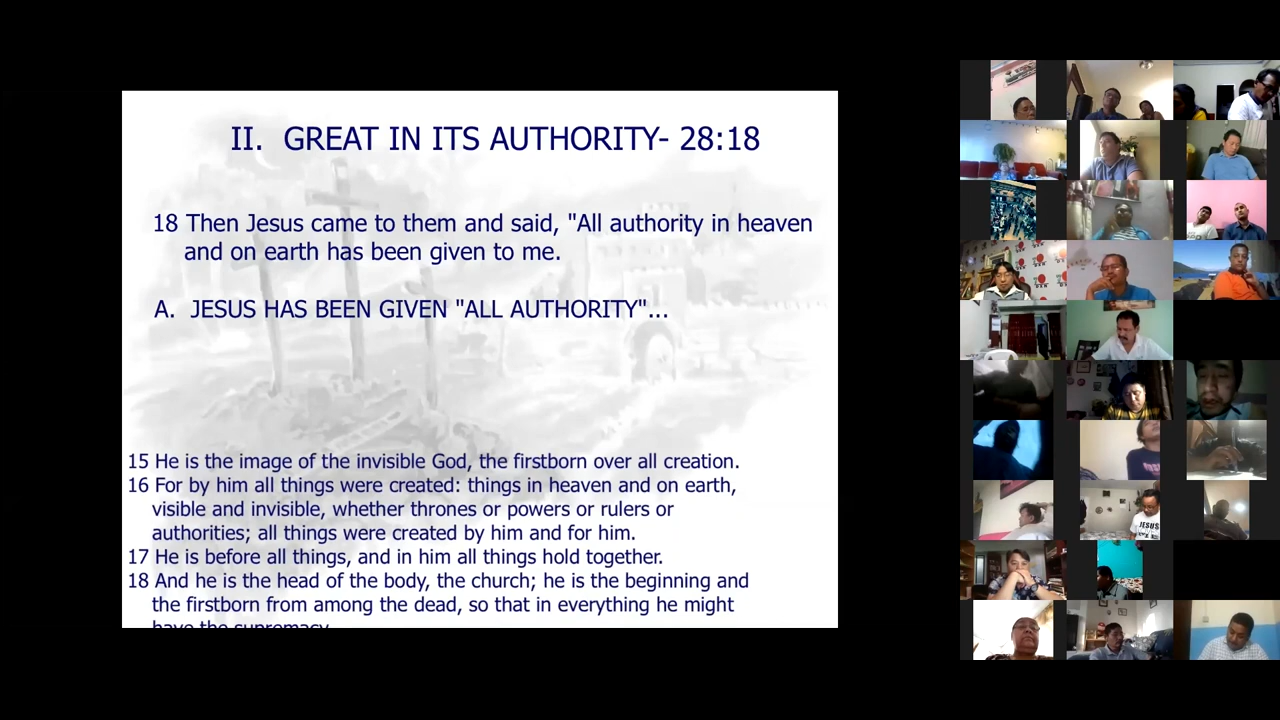 II. GREAT IN ITS AUTHORITY- 28:18
18 Then Jesus came to them and said, "All authority in heaven
and on earth has been given to me.
A. JESUS HAS BEEN GIVEN "ALL AUTHORITY"...
15 He is the image of the invisible God, the firstborn over all creation.
16 For by him all things were created: things in heaven and on earth,
visible and invisible, whether thrones or powers or rulers or
authorities; all things were created by him and for him.
17 He is before all things, and in him all things hold together.
18 And he is the head of the body, the church; he is the beginning and
the firstborn from among the dead, so that in everything he might
have the supremacy
JESUS